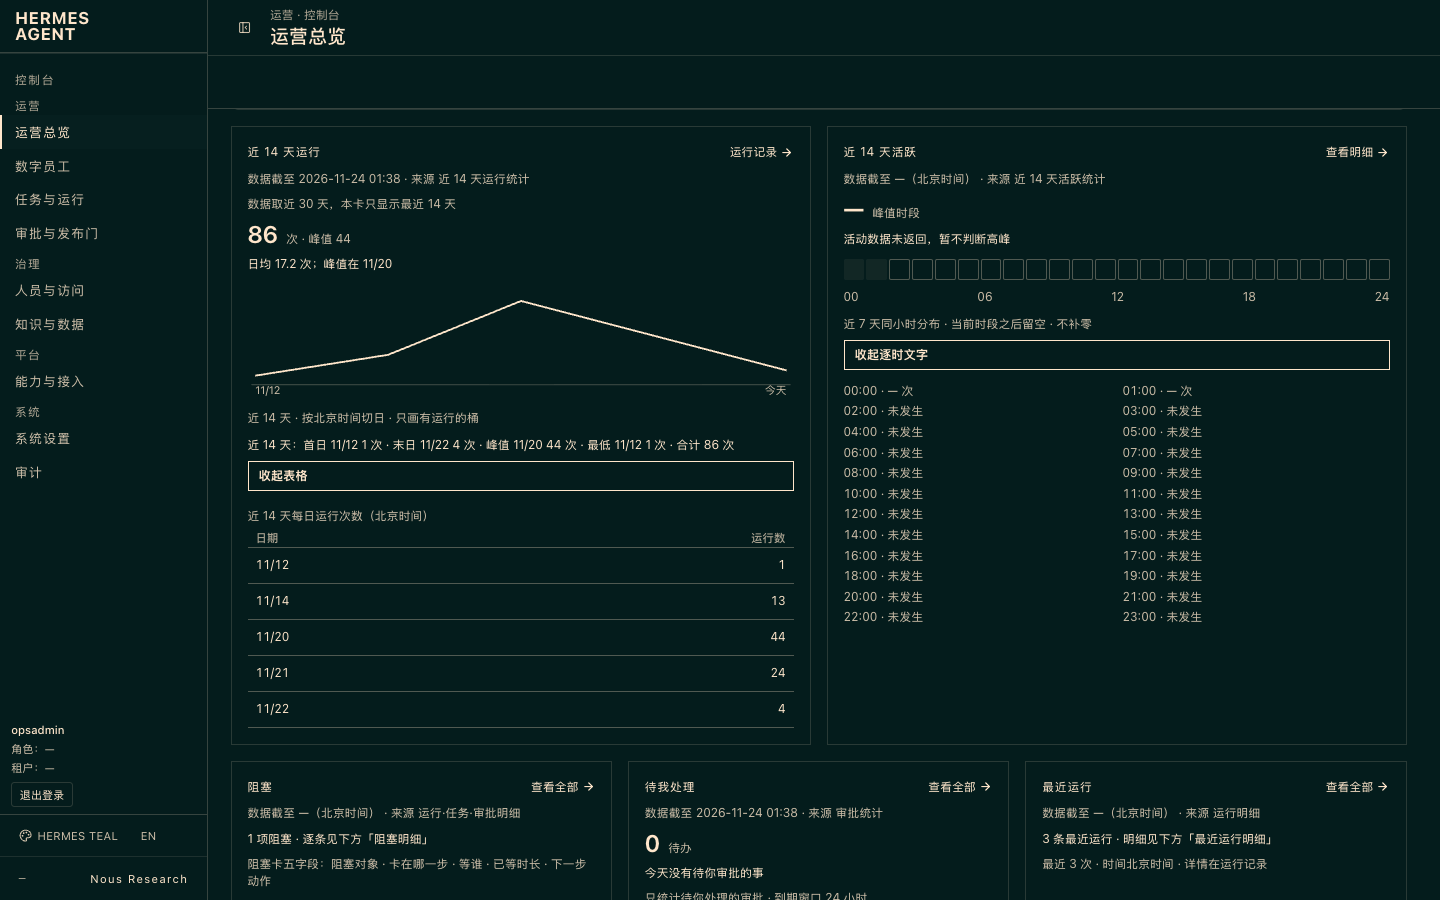 HERMES
AGENT
控制台
运营
运营总览
数字员工
任务与运行
审批与发布门
治理
人员与访问
知识与数据
平台
能力与接入
系统
系统设置
审计
opsadmin
角色：—
租户：—
退出登录
HERMES TEAL EN
— Nous Research
运营 · 控制台
运营总览
近 14 天运行 运行记录 →
数据截至 2026-11-24 01:38 · 来源 近 14 天运行统计
数据取近 30 天，本卡只显示最近 14 天
86 次 · 峰值 44
日均 17.2 次；峰值在 11/20
11/12 今天
近 14 天 · 按北京时间切日 · 只画有运行的桶
近 14 天：首日 11/12 1 次 · 末日 11/22 4 次 · 峰值 11/20 44 次 · 最低 11/12 1 次 · 合计 86 次
收起表格
近 14 天每日运行次数（北京时间）
日期 运行数
11/12 1
11/14 13
11/20 44
11/21 24
11/22 4
近 14 天活跃 查看明细 →
数据截至 —（北京时间） · 来源 近 14 天活跃统计
— 峰值时段
活动数据未返回，暂不判断高峰
00 06 12 18 24
近 7 天同小时分布 · 当前时段之后留空 · 不补零
收起逐时文字
00:00 · — 次 01:00 · — 次
02:00 · 未发生 03:00 · 未发生
04:00 · 未发生 05:00 · 未发生
06:00 · 未发生 07:00 · 未发生
08:00 · 未发生 09:00 · 未发生
10:00 · 未发生 11:00 · 未发生
12:00 · 未发生 13:00 · 未发生
14:00 · 未发生 15:00 · 未发生
16:00 · 未发生 17:00 · 未发生
18:00 · 未发生 19:00 · 未发生
20:00 · 未发生 21:00 · 未发生
22:00 · 未发生 23:00 · 未发生
阻塞 查看全部 →
数据截至 —（北京时间） · 来源 运行·任务·审批明细
1 项阻塞 · 逐条见下方「阻塞明细」
阻塞卡五字段：阻塞对象 · 卡在哪一步 · 等谁 · 已等时长 · 下一步
动作
待我处理 查看全部 →
数据截至 2026-11-24 01:38 · 来源 审批统计
0 待办
今天没有待你审批的事
只统计待你处理的审批 · 到期窗口 24 小时
最近运行 查看全部 →
数据截至 —（北京时间） · 来源 运行明细
3 条最近运行 · 明细见下方「最近运行明细」
最近 3 次 · 时间北京时间 · 详情在运行记录